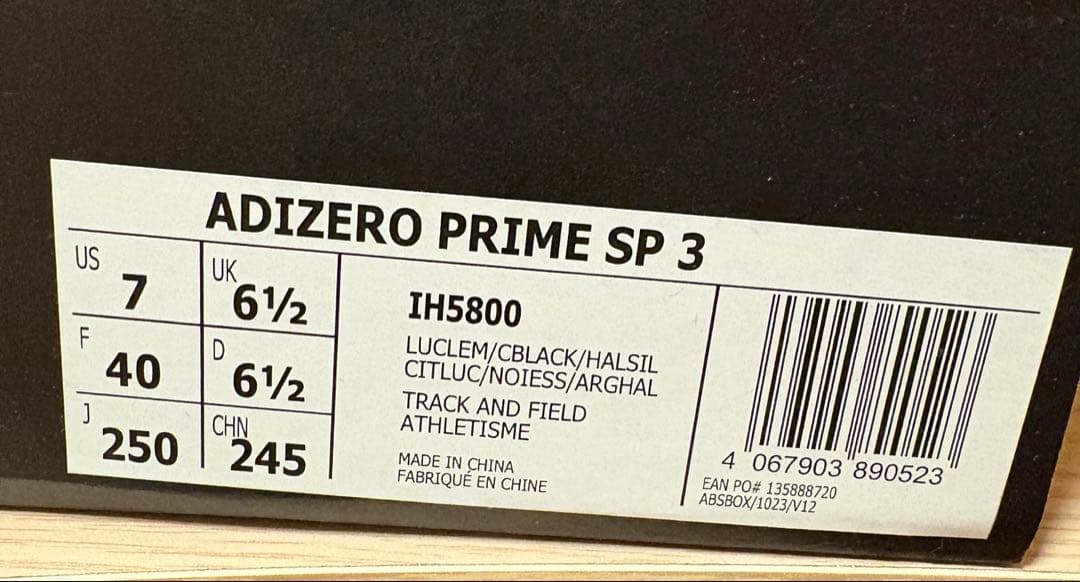 ADIZERO PRIME SP 3
US 7
UK 6½
F 40
D 6½
J 250
CHN 245
IH5800
LUCLEM/CBLACK/HALSIL
CITLUC/NOIESS/ARGHAL
TRACK AND FIELD
ATHLETISME
MADE IN CHINA
FABRIQUÉ EN CHINE
4 067903 890523
EAN PO# 135888720
ABSBOX/1023/V12